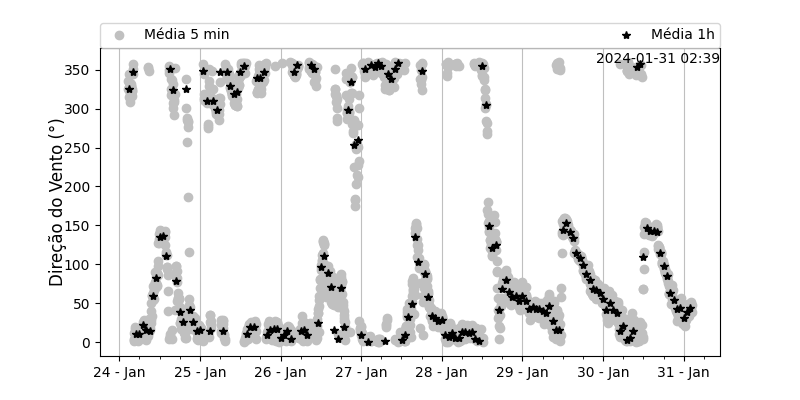 Média 5 min
Média 1h
2024-01-31 02:39
Direção do Vento (°)
350
300
250
200
150
100
50
0
24 - Jan
25 - Jan
26 - Jan
27 - Jan
28 - Jan
29 - Jan
30 - Jan
31 - Jan